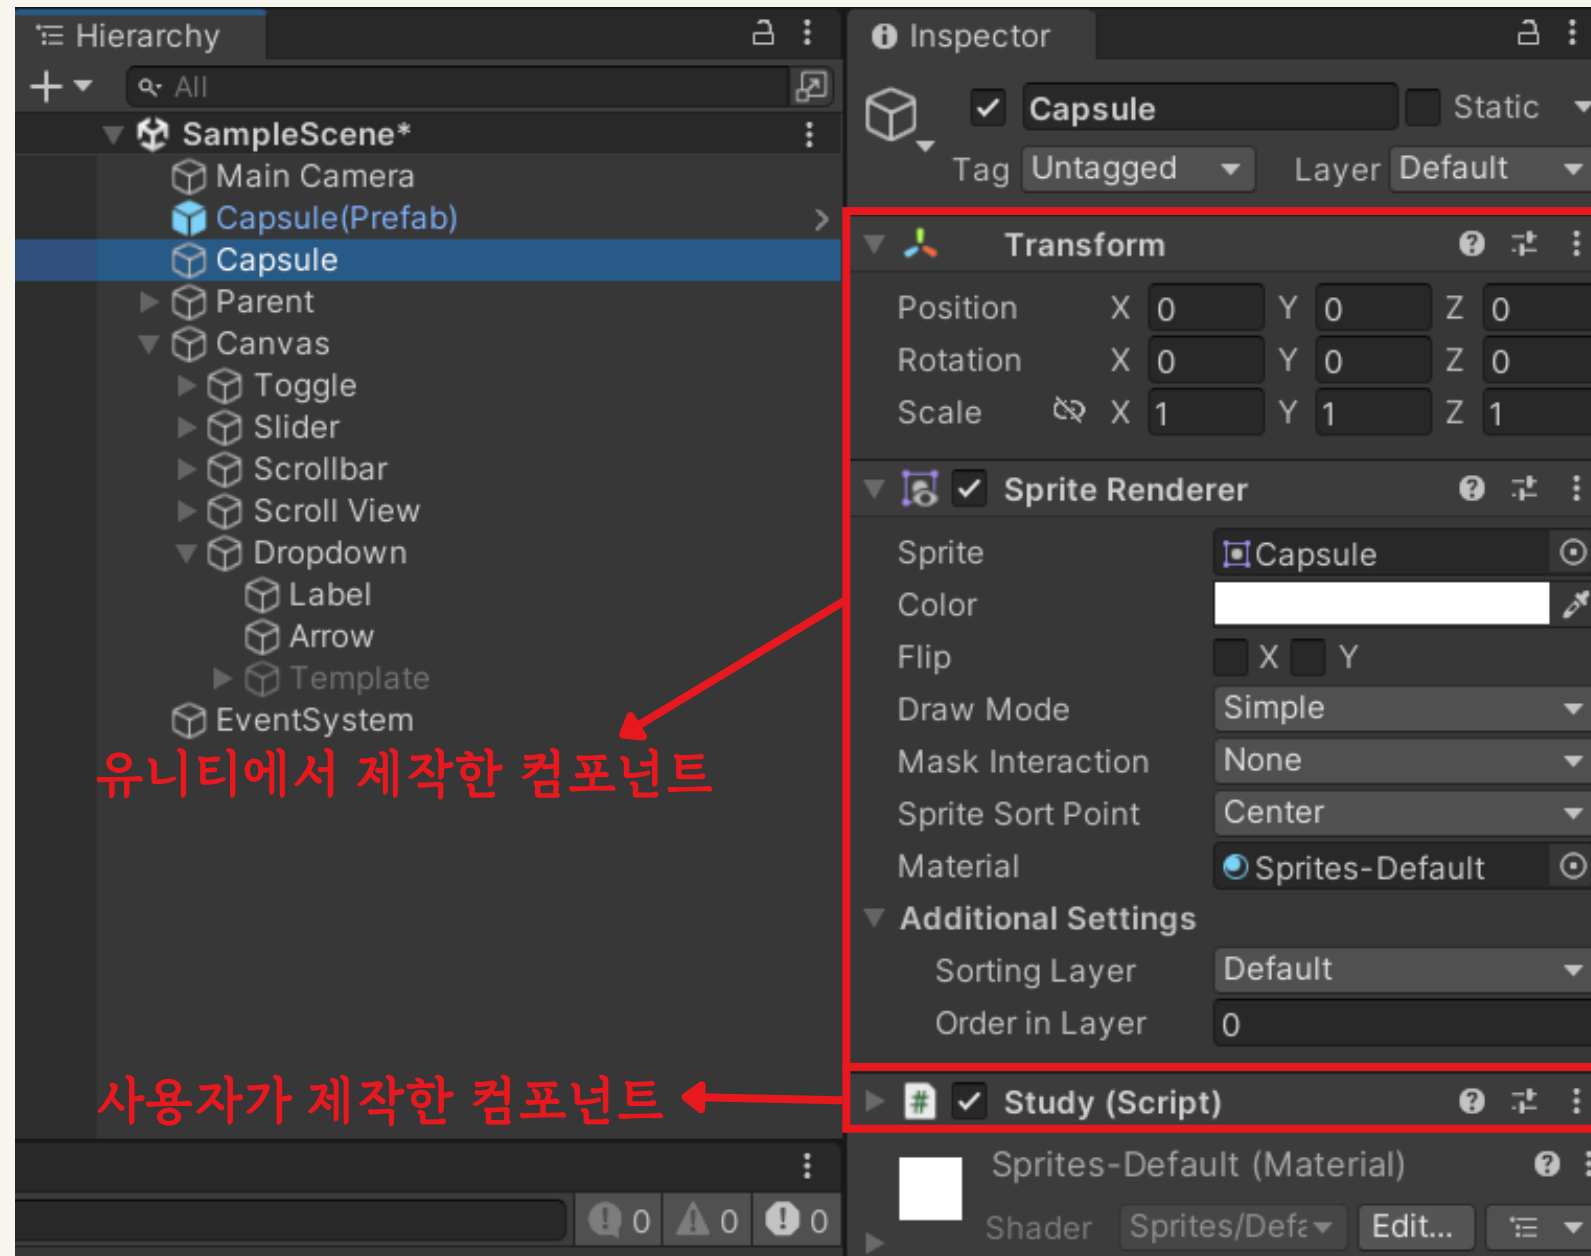 Hierarchy
All
SampleScene*
Main Camera
Capsule(Prefab)
Capsule
Parent
Canvas
Toggle
Slider
Scrollbar
Scroll View
Dropdown
Label
Arrow
Template
EventSystem
유니티에서 제작한 컴포넌트
사용자가 제작한 컴포넌트
0 0 0
Inspector
Capsule Static
Tag Untagged Layer Default
Transform
Position X 0 Y 0 Z 0
Rotation X 0 Y 0 Z 0
Scale X 1 Y 1 Z 1
Sprite Renderer
Sprite Capsule
Color
Flip X Y
Draw Mode Simple
Mask Interaction None
Sprite Sort Point Center
Material Sprites-Default
Additional Settings
Sorting Layer Default
Order in Layer 0
# Study (Script)
Sprites-Default (Material)
Shader Sprites/Defa Edit...